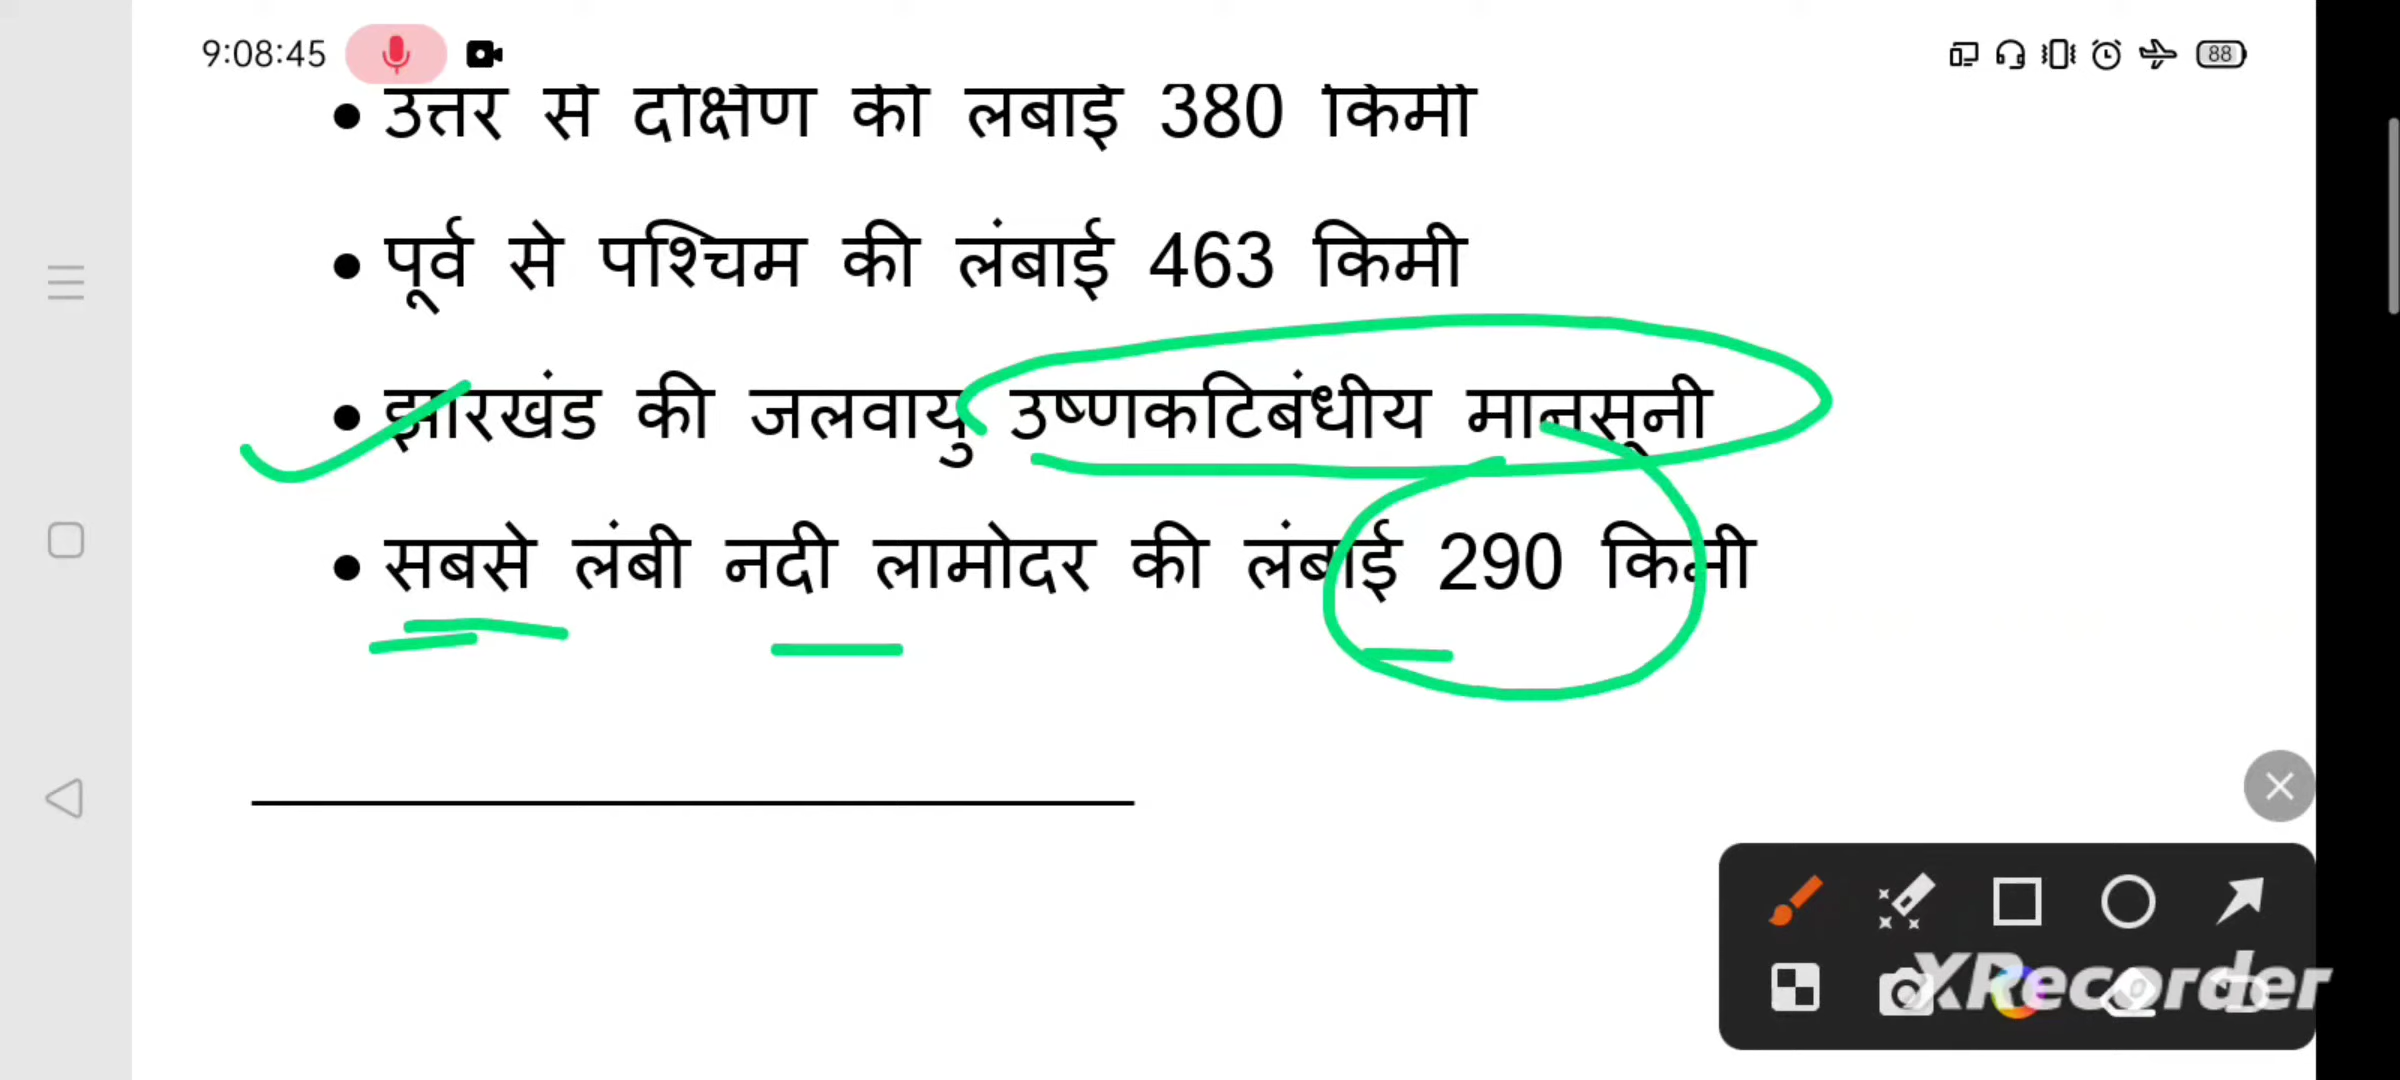 9:08:45 88
• उत्तर से दक्षिण की लंबाई 380 किमी
• पूर्व से पश्चिम की लंबाई 463 किमी
• झारखंड की जलवायु उष्णकटिबंधीय मानसूनी
• सबसे लंबी नदी लामोदर की लंबाई 290 किमी
XRecorder